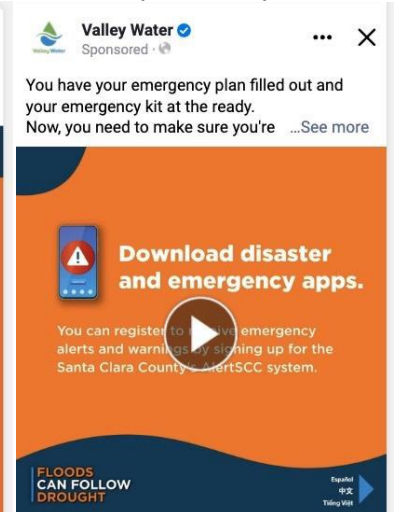 Valley Water
Valley Water
Sponsored ·
You have your emergency plan filled out and
your emergency kit at the ready.
Now, you need to make sure you're ...See more
Download disaster
and emergency apps.
You can register to receive emergency
alerts and warnings by signing up for the
Santa Clara County's AlertSCC system.
FLOODS
CAN FOLLOW
DROUGHT
Español
中文
Tiếng Việt